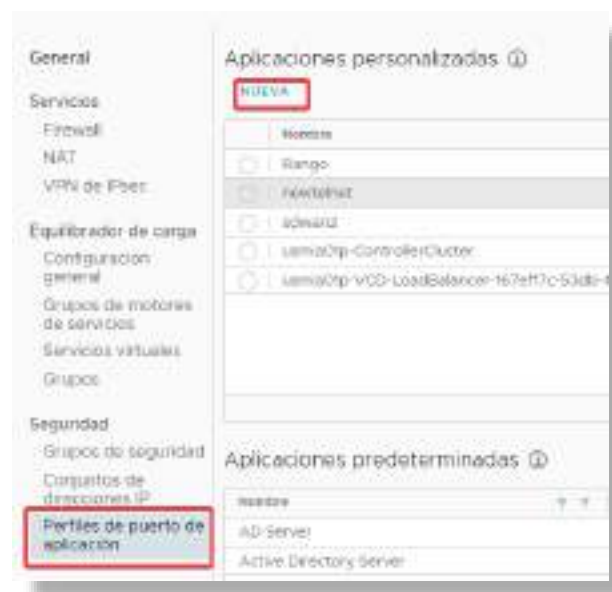 General
Servicios
Firewall
NAT
VPN de IPsec
Equilibrador de carga
Configuración
general
Grupos de motores
de servicios
Servicios virtuales
Grupos
Seguridad
Grupos de seguridad
Conjuntos de
direcciones IP
Perfiles de puerto de
aplicación
Aplicaciones personalizadas
NUEVA
Nombre
Rango
newtelnet
Aplicaciones predeterminadas
Nombre
AD Server
Active Directory Server